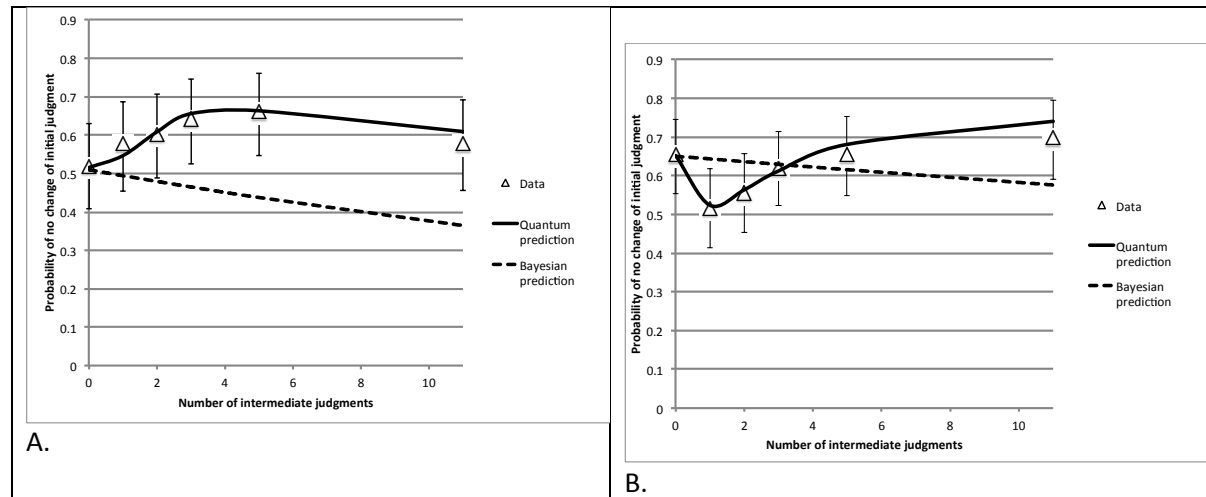 0.9
0.8
0.7
0.6
0.5
0.4
0.3
0.2
0.1
0
Probability of no change of initial judgment
0 2 4 6 8 10
Number of intermediate judgments
Data
Quantum
prediction
Bayesian
prediction
A.
0.9
0.8
0.7
0.6
0.5
0.4
0.3
0.2
0.1
0
Probability of no change of initial judgment
0 2 4 6 8 10
Number of intermediate judgments
Data
Quantum
prediction
Bayesian
prediction
B.